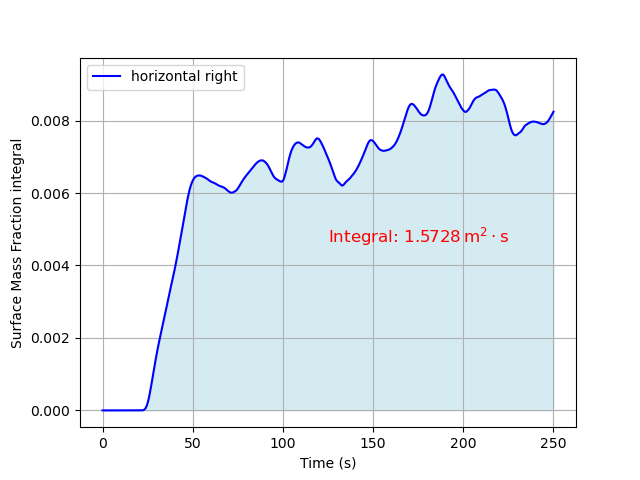 horizontal right
0.008
0.006
0.004
0.002
0.000
Surface Mass Fraction integral
Integral: 1.5728 m² · s
0 50 100 150 200 250
Time (s)